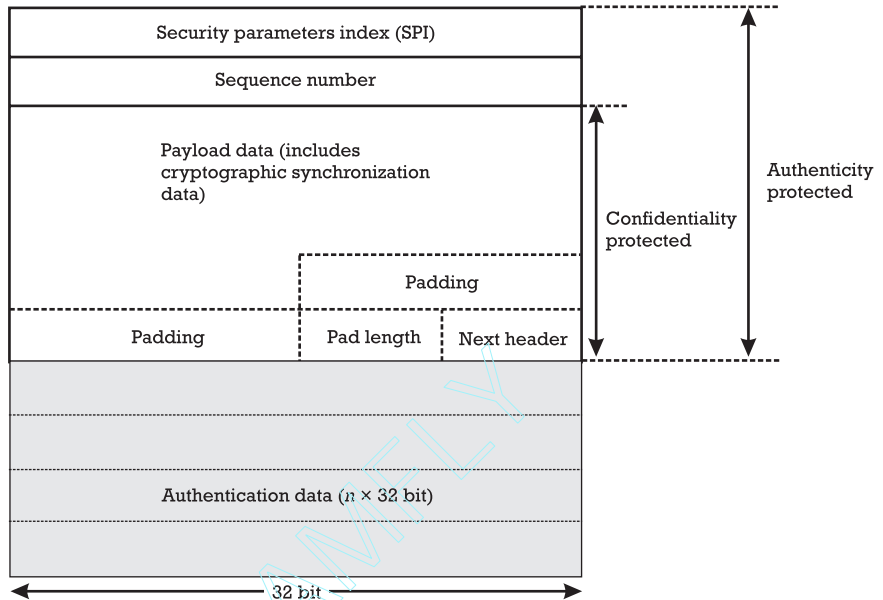 Security parameters index (SPI)
Sequence number
Payload data (includes
cryptographic synchronization
data)
Authenticity
protected
Confidentiality
protected
Padding
Padding
Pad length
Next header
Authentication data (n × 32 bit)
32 bit
AMFLY